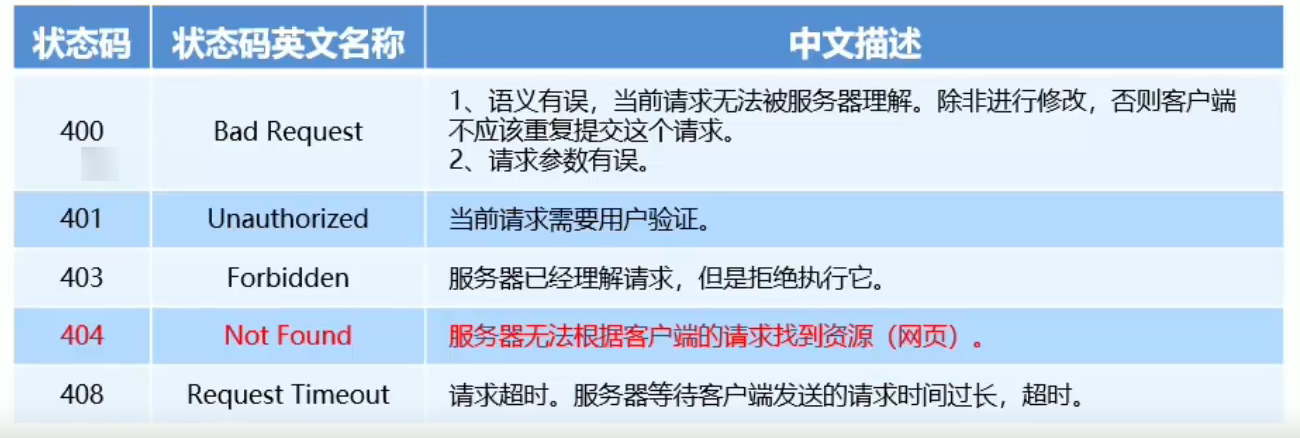 状态码 状态码英文名称 中文描述
400 Bad Request 1、语义有误，当前请求无法被服务器理解。除非进行修改，否则客户端
不应该重复提交这个请求。
2、请求参数有误。
401 Unauthorized 当前请求需要用户验证。
403 Forbidden 服务器已经理解请求，但是拒绝执行它。
404 Not Found 服务器无法根据客户端的请求找到资源（网页）。
408 Request Timeout 请求超时。服务器等待客户端发送的请求时间过长，超时。